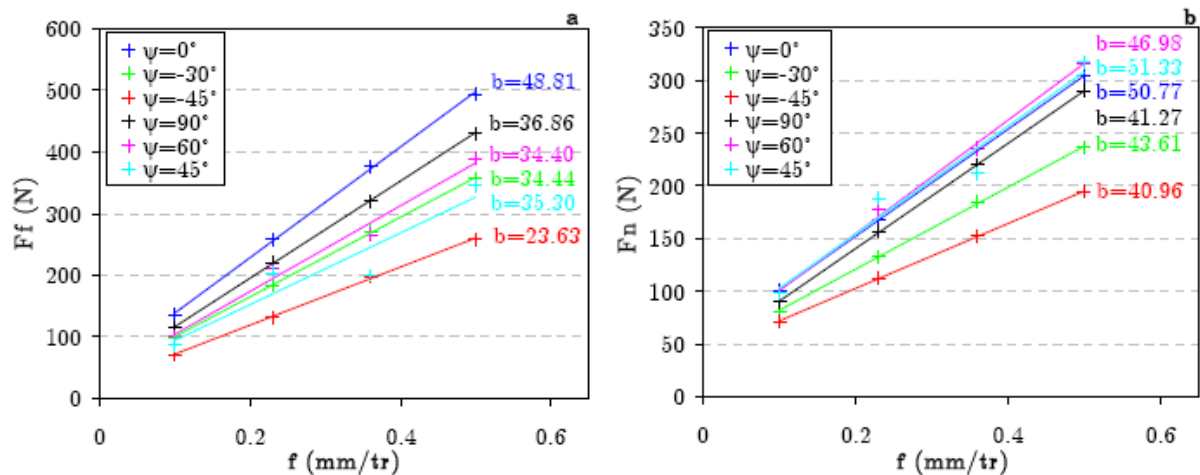 a
600
500
400
300
200
100
0
Ff (N)
ψ=0°
ψ=-30°
ψ=-45°
ψ=90°
ψ=60°
ψ=45°
b=48.81
b=36.86
b=34.40
b=34.44
b=35.30
b=23.63
0 0.2 0.4 0.6
f (mm/tr)
b
350
300
250
200
150
100
50
0
Fn (N)
ψ=0°
ψ=-30°
ψ=-45°
ψ=90°
ψ=60°
ψ=45°
b=46.98
b=51.33
b=50.77
b=41.27
b=43.61
b=40.96
0 0.2 0.4 0.6
f (mm/tr)